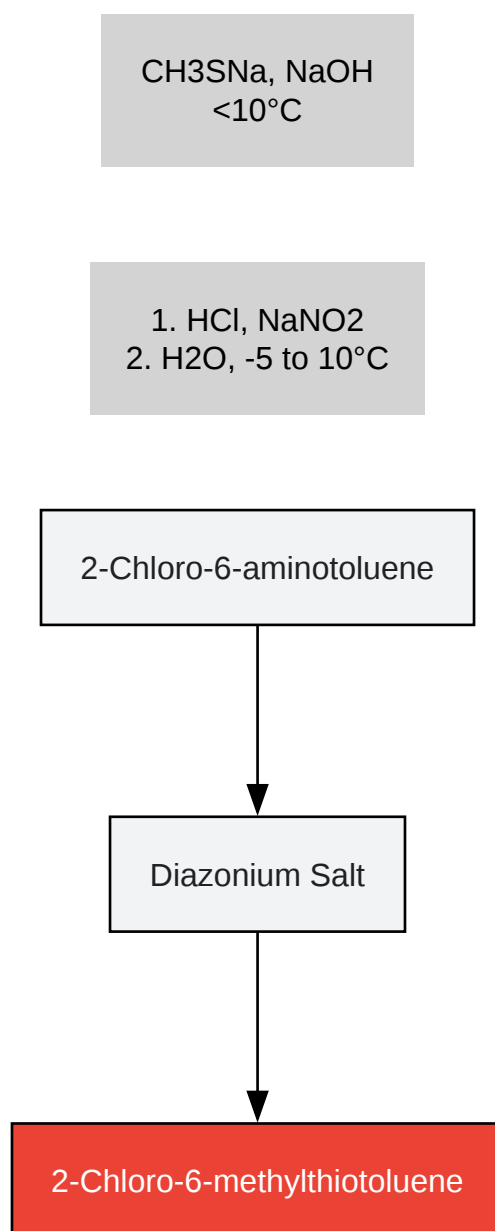 CH3SNa, NaOH
<10°C
1. HCl, NaNO2
2. H2O, -5 to 10°C
2-Chloro-6-aminotoluene
Diazonium Salt
2-Chloro-6-methylthiotoluene